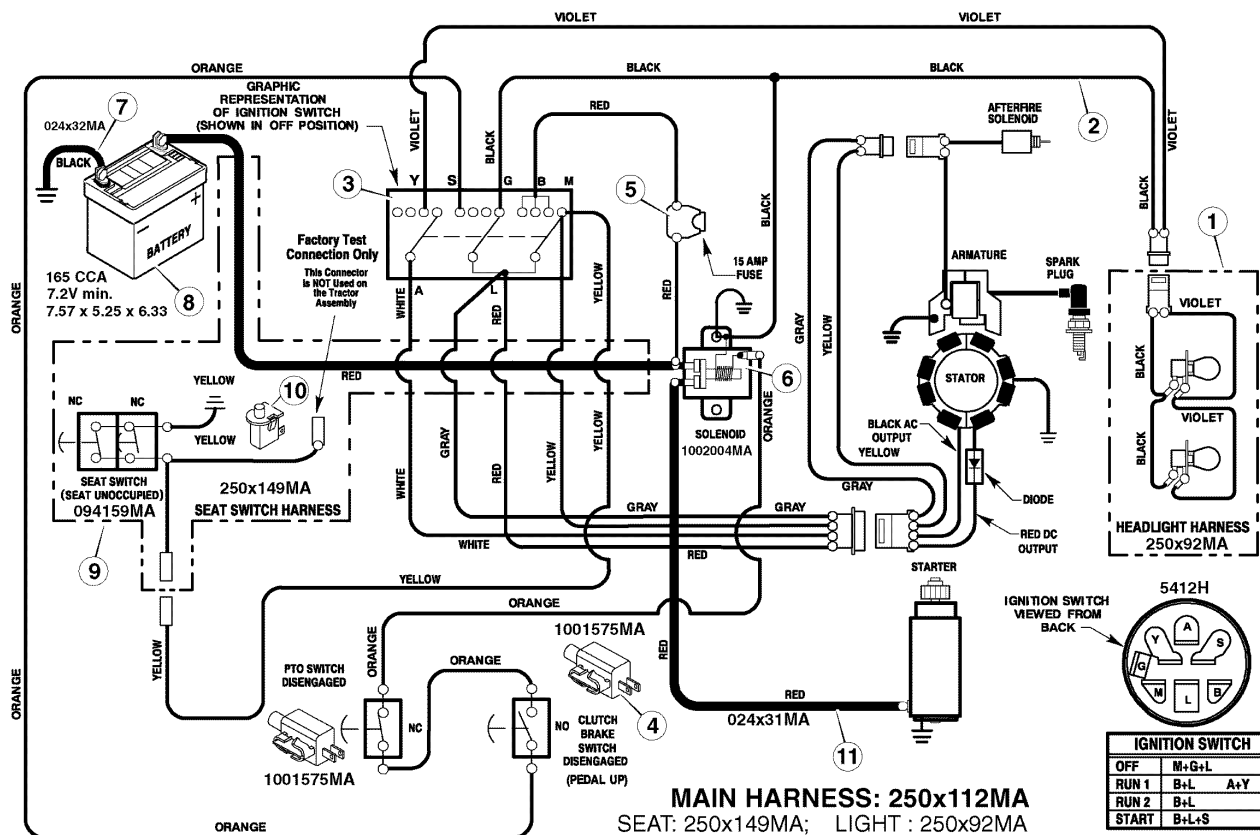 VIOLET
VIOLET
ORANGE
BLACK
BLACK
GRAPHIC
REPRESENTATION
OF IGNITION SWITCH
(SHOWN IN OFF POSITION)
7
024x32MA
BLACK
RED
AFTERFIRE
SOLENOID
2
VIOLET
BLACK
VIOLET
3
Y S G B M
5
BLACK
BLACK
1
BATTERY
+
−
165 CCA
7.2V min.
7.57 x 5.25 x 6.33
8
Factory Test
Connection Only
This Connector
is NOT Used on
the Tractor
Assembly
A
L
WHITE
RED
YELLOW
RED
15 AMP
FUSE
ARMATURE
SPARK
PLUG
VIOLET
ORANGE
GRAY
YELLOW
BLACK
RED
6
STATOR
VIOLET
NC
NC
YELLOW
YELLOW
10
SEAT SWITCH
(SEAT UNOCCUPIED)
094159MA
250x149MA
SEAT SWITCH HARNESS
9
WHITE
GRAY
RED
YELLOW
YELLOW
SOLENOID
1002004MA
ORANGE
BLACK AC
OUTPUT
YELLOW
GRAY
BLACK
DIODE
RED DC
OUTPUT
HEADLIGHT HARNESS
250x92MA
GRAY
GRAY
WHITE
RED
YELLOW
ORANGE
STARTER
5412H
IGNITION SWITCH
VIEWED FROM
BACK
A
Y
S
G
M
L
B
YELLOW
ORANGE
1001575MA
RED
ORANGE
PTO SWITCH
DISENGAGED
ORANGE
NC
4
NO
CLUTCH
BRAKE
SWITCH
DISENGAGED
(PEDAL UP)
1001575MA
RED
024x31MA
11
IGNITION SWITCH
OFF M+G+L
RUN 1 B+L A+Y
RUN 2 B+L
START B+L+S
MAIN HARNESS: 250x112MA
SEAT: 250x149MA; LIGHT : 250x92MA
ORANGE